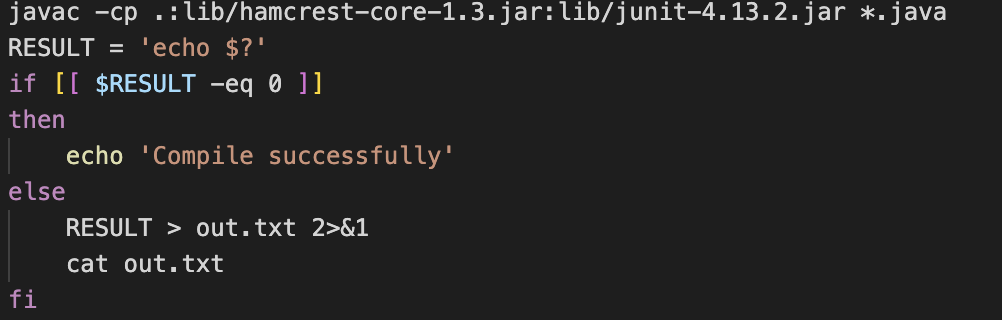 javac -cp .:lib/hamcrest-core-1.3.jar:lib/junit-4.13.2.jar *.java
RESULT = 'echo $?'
if [[ $RESULT -eq 0 ]]
then
    echo 'Compile successfully'
else
    RESULT > out.txt 2>&1
    cat out.txt
fi